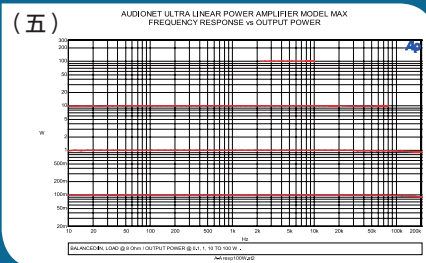 (五)
AUDIONET ULTRA LINEAR POWER AMPLIFIER MODEL MAX
FREQUENCY RESPONSE vs OUTPUT POWER
Ap
300
200
100
50
20
10
5
2
1
500m
200m
100m
50m
20m
W
10 20 50 100 200 500 1k 2k 5k 10k 20k 50k 100k 200k
Hz
BALANCED IN, LOAD @ 8 Ohm / OUTPUT POWER @ 0.1, 1, 10 TO 100 W .